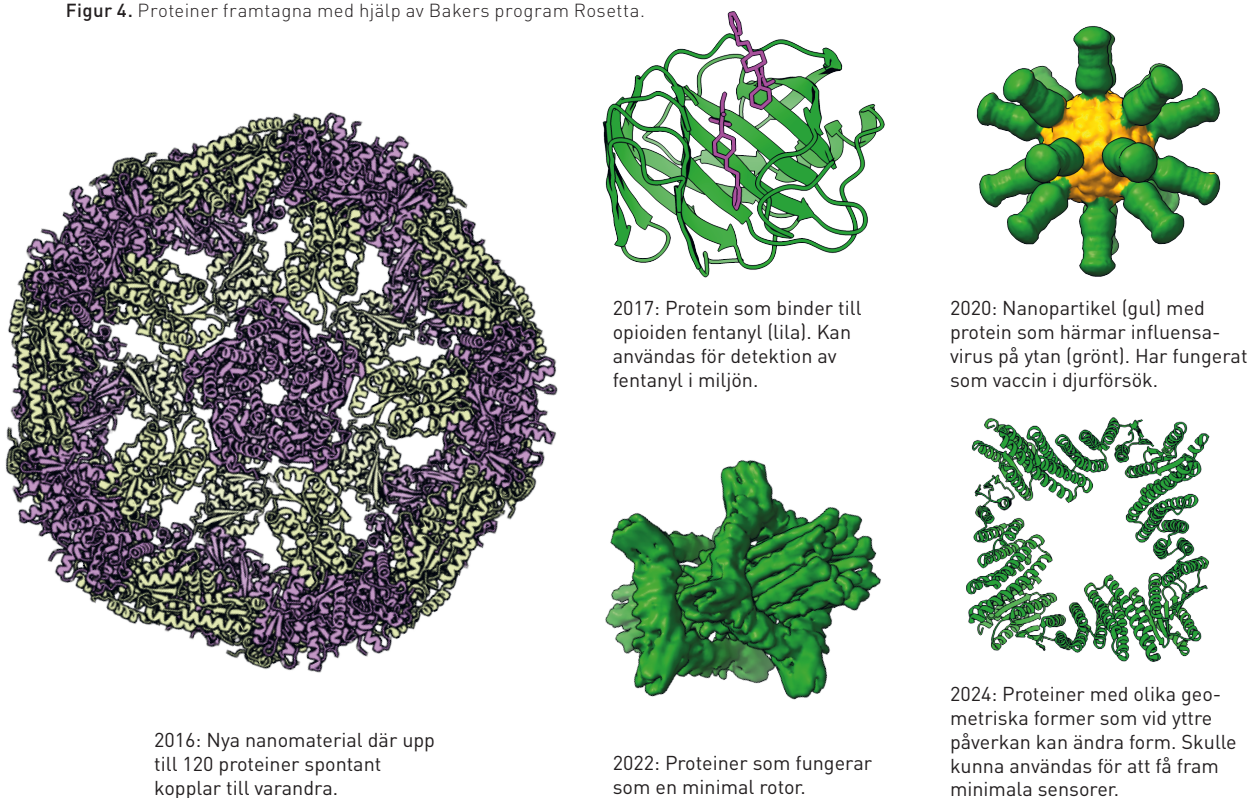 Figur 4. Proteiner framtagna med hjälp av Bakers program Rosetta.
2016: Nya nanomaterial där upp
till 120 proteiner spontant
kopplar till varandra.
2017: Protein som binder till
opioiden fentanyl (lila). Kan
användas för detektion av
fentanyl i miljön.
2020: Nanopartikel (gul) med
protein som härmar influensa-
virus på ytan (grönt). Har fungerat
som vaccin i djurförsök.
2022: Proteiner som fungerar
som en minimal rotor.
2024: Proteiner med olika geo-
metriska former som vid yttre
påverkan kan ändra form. Skulle
kunna användas för att få fram
minimala sensorer.